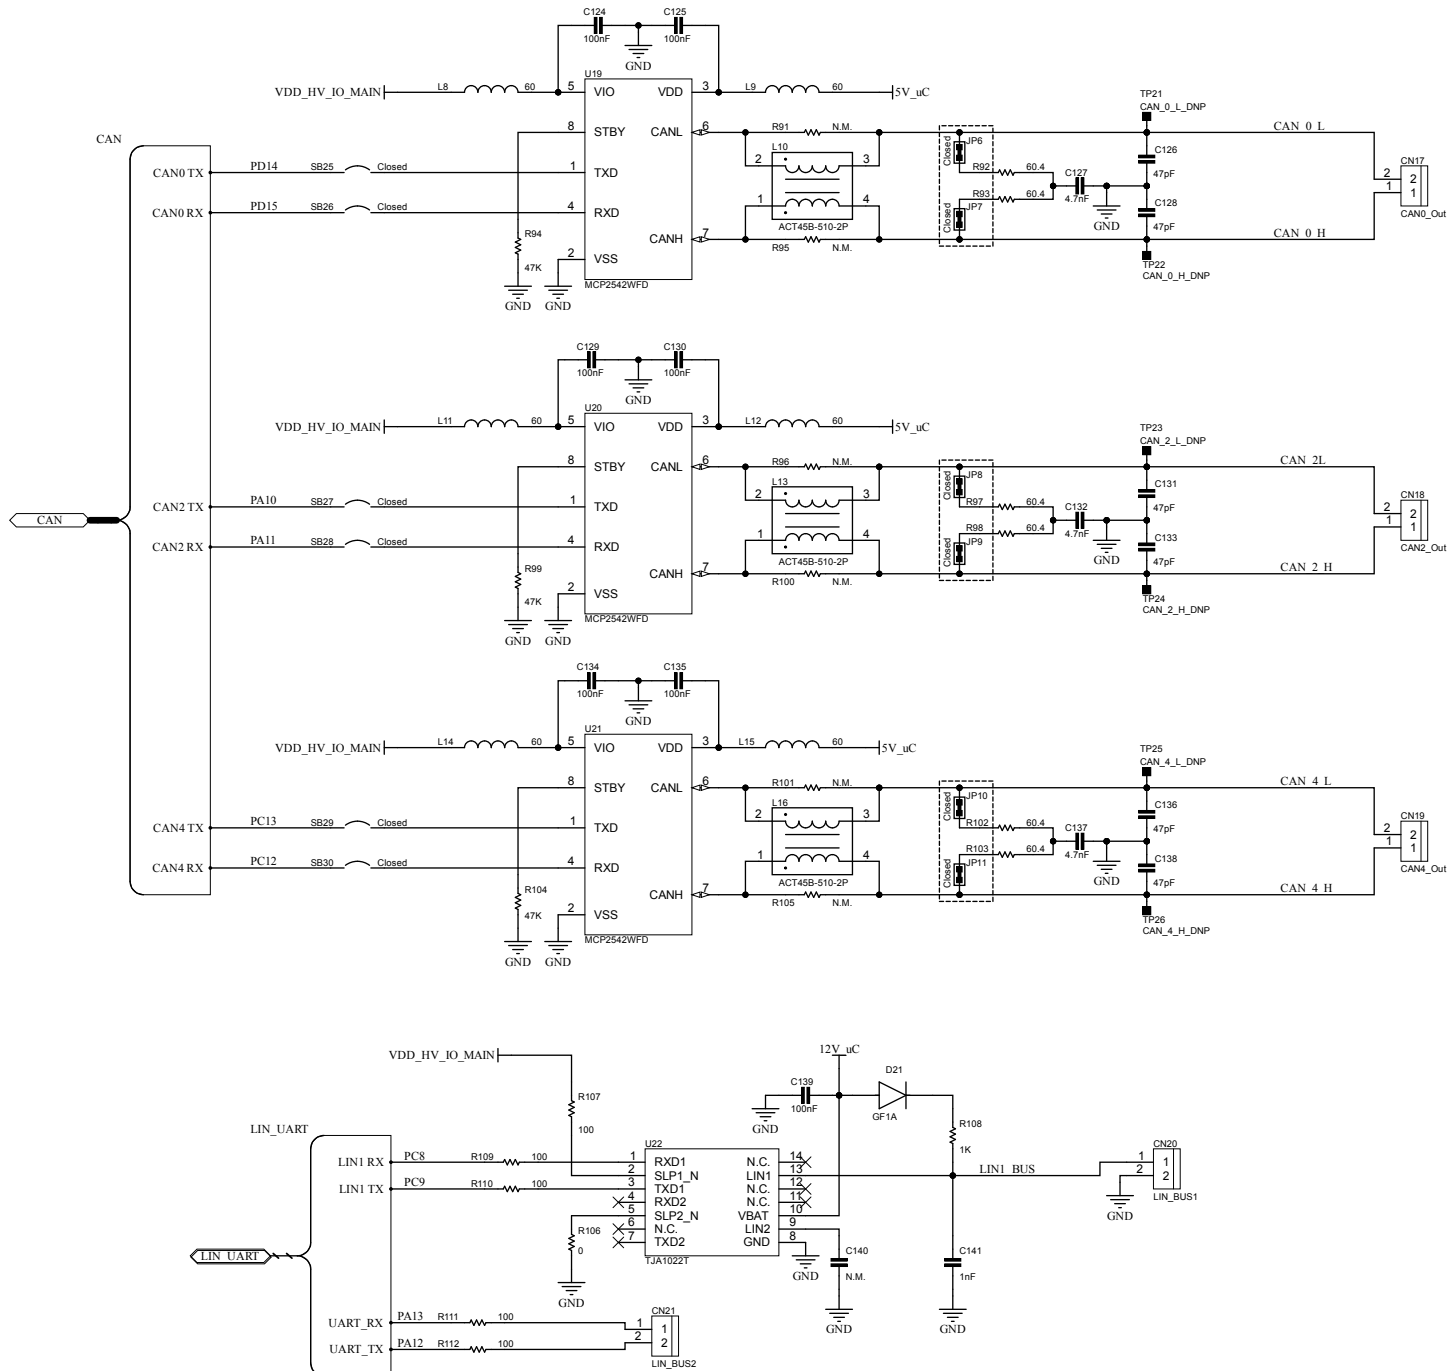 C124 C125
100nF 100nF
GND
U19
VDD_HV_IO_MAIN L8 60 5 VIO VDD 3 L9 60 5V_uC
TP21
CAN_0_L_DNP
CAN
8 STBY CANL 6 R91 N.M. CAN_0_L
L10 2 3 Closed JP6 C126
CAN0 TX PD14 SB25 Closed 1 TXD R92 60.4 47pF CN17
C127 2 2
1 4 R93 60.4 4.7nF 1 1
CAN0 RX PD15 SB26 Closed 4 RXD Closed JP7 GND C128 CAN0_Out
ACT45B-510-2P 47pF
R94 CANH 7 R95 N.M. CAN_0_H
47K 2 VSS TP22
CAN_0_H_DNP
MCP2542WFD
GND GND
C129 C130
100nF 100nF
GND
U20
VDD_HV_IO_MAIN L11 60 5 VIO VDD 3 L12 60 5V_uC
TP23
CAN_2_L_DNP
8 STBY CANL 6 R96 N.M. CAN_2L
L13 2 3 Closed JP8 C131
CAN2 TX PA10 SB27 Closed 1 TXD R97 60.4 47pF CN18
CAN C132 2 2
1 4 R98 60.4 4.7nF 1 1
CAN2 RX PA11 SB28 Closed 4 RXD Closed JP9 GND C133 CAN2_Out
ACT45B-510-2P 47pF
R99 CANH 7 R100 N.M. CAN_2_H
47K 2 VSS TP24
CAN_2_H_DNP
MCP2542WFD
GND GND
C134 C135
100nF 100nF
GND
U21
VDD_HV_IO_MAIN L14 60 5 VIO VDD 3 L15 60 5V_uC
TP25
CAN_4_L_DNP
8 STBY CANL 6 R101 N.M. CAN_4_L
L16 2 3 Closed JP10 C136
CAN4 TX PC13 SB29 Closed 1 TXD R102 60.4 47pF CN19
C137 2 2
1 4 R103 60.4 4.7nF 1 1
CAN4 RX PC12 SB30 Closed 4 RXD Closed JP11 GND C138 CAN4_Out
ACT45B-510-2P 47pF
R104 CANH 7 R105 N.M. CAN_4_H
47K 2 VSS TP26
CAN_4_H_DNP
MCP2542WFD
GND GND
VDD_HV_IO_MAIN 12V_uC
C139 D21
100nF GF1A
R107 GND
100 R108
LIN_UART 1K
U22 CN20
LIN1 RX PC8 R109 100 1 RXD1 N.C. 14 1 1
2 SLP1_N LIN1 13 LIN1_BUS 2 2
LIN1 TX PC9 R110 100 3 TXD1 N.C. 12
4 RXD2 N.C. 11 LIN_BUS1
5 SLP2_N VBAT 10 GND
R106 6 N.C. LIN2 9
0 7 TXD2 GND 8
LIN_UART TJA1022T C140 C141
GND N.M. 1nF
GND
CN21
UART_RX PA13 R111 100 1 1 GND GND
UART_TX PA12 R112 100 2 2
LIN_BUS2